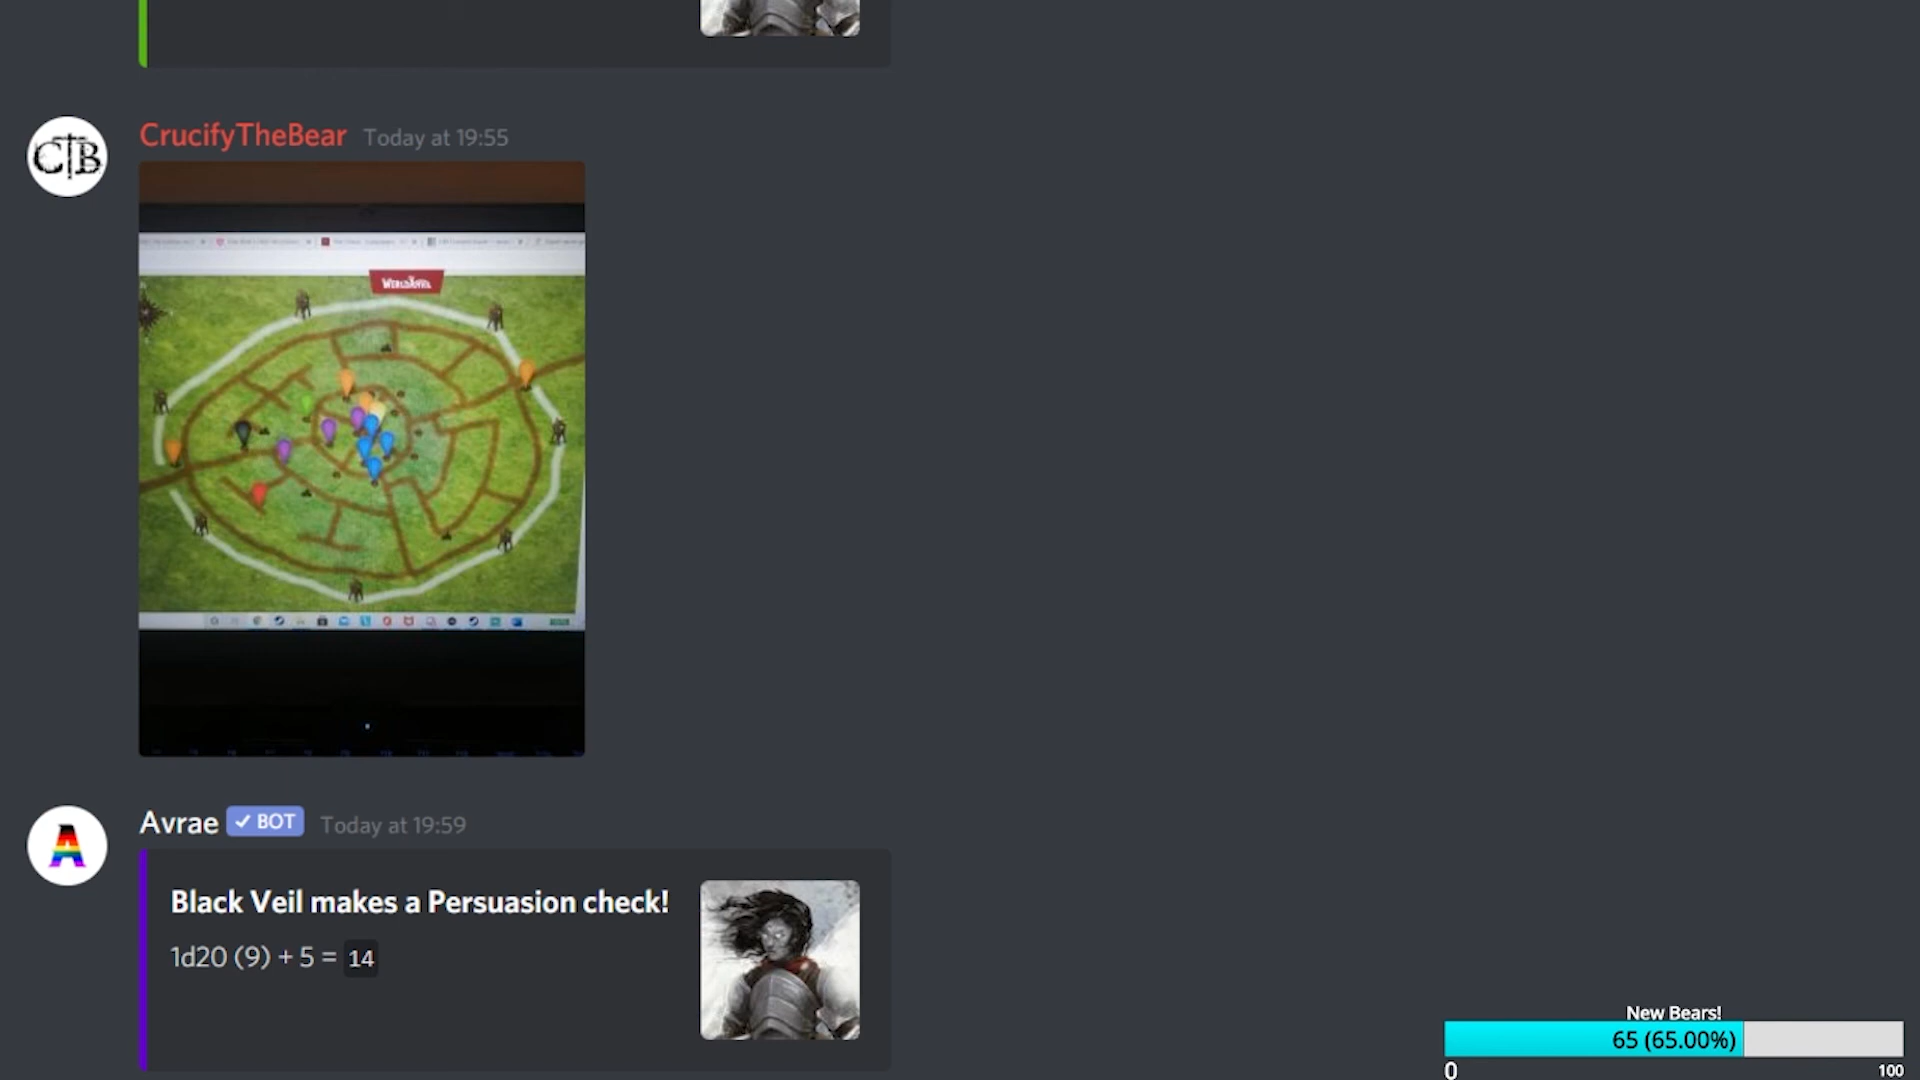 CTB
CrucifyTheBear Today at 19:55
A
Avrae ✓ BOT Today at 19:59
Black Veil makes a Persuasion check!
1d20 (9) + 5 = 14
New Bears!
65 (65.00%)
0 100